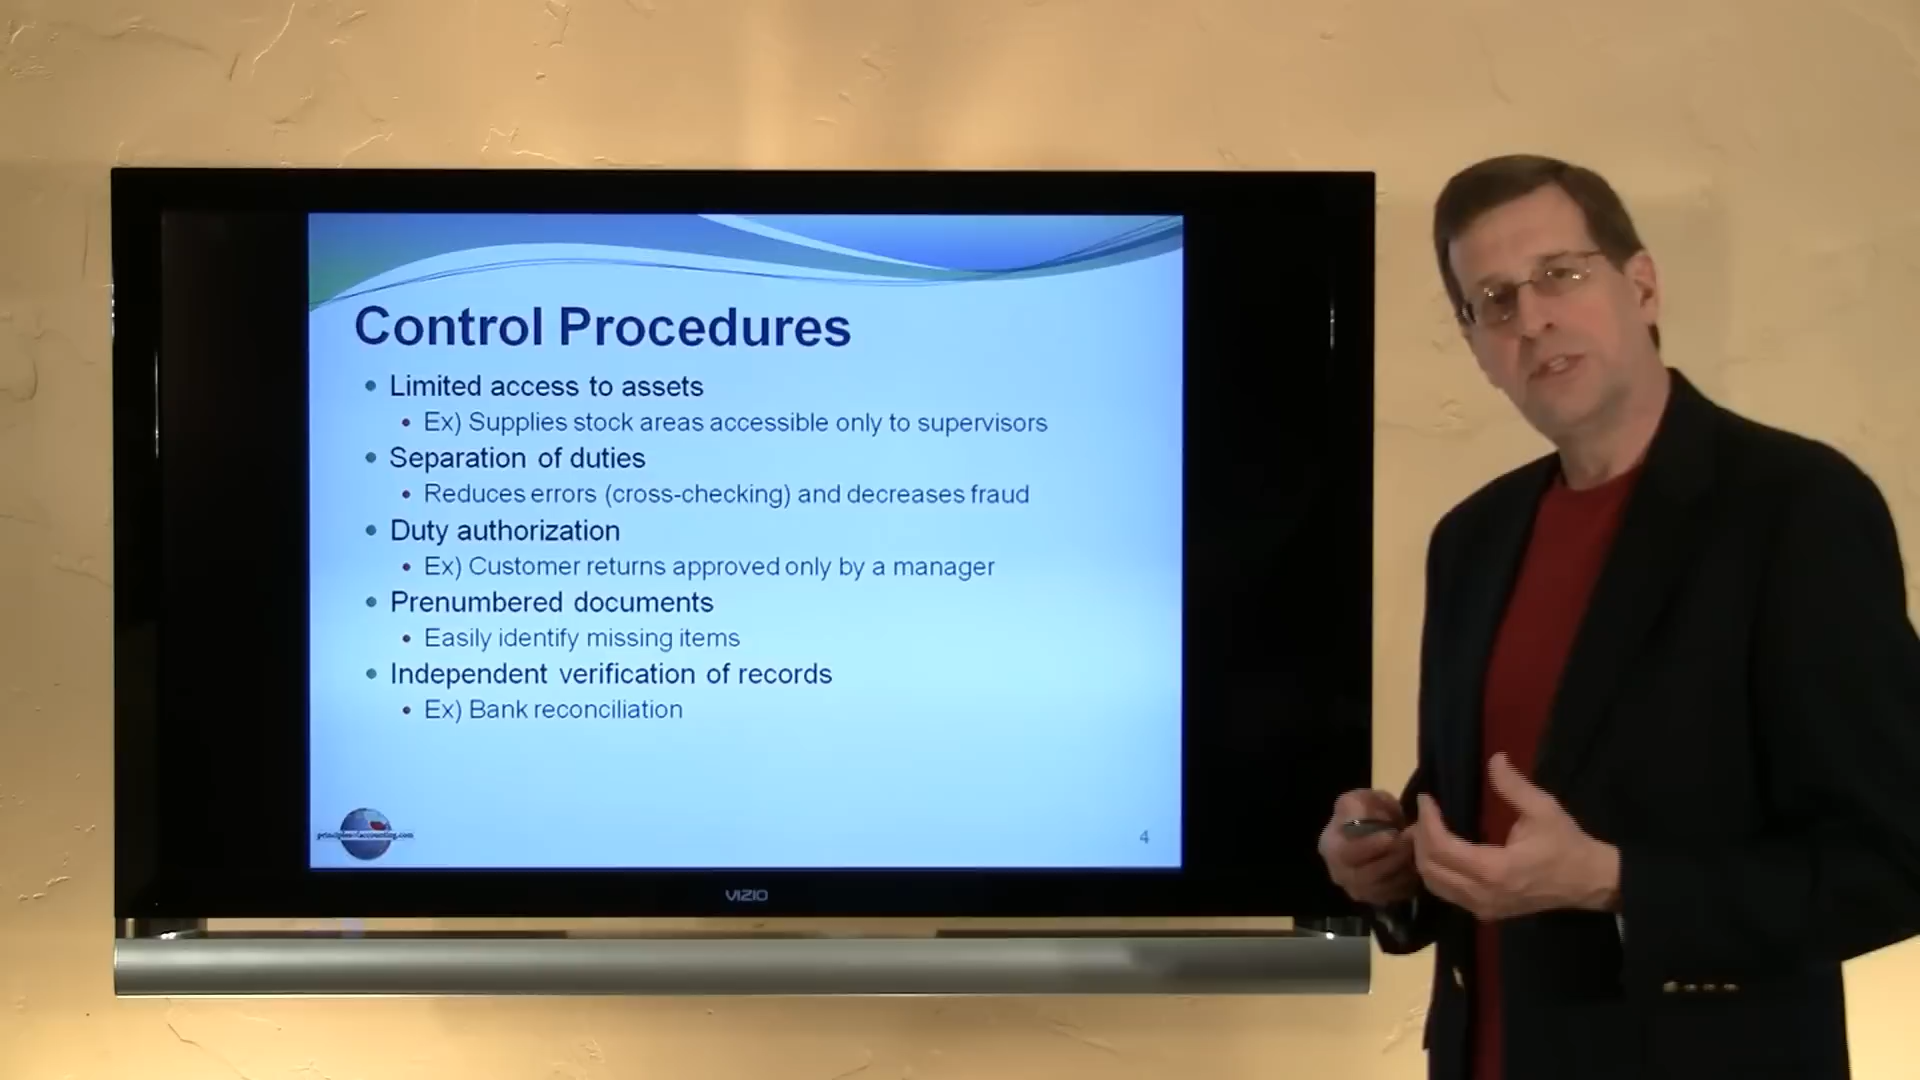 Control Procedures
• Limited access to assets
• Ex) Supplies stock areas accessible only to supervisors
• Separation of duties
• Reduces errors (cross-checking) and decreases fraud
• Duty authorization
• Ex) Customer returns approved only by a manager
• Prenumbered documents
• Easily identify missing items
• Independent verification of records
• Ex) Bank reconciliation
principlesofaccounting.com
4
VIZIO